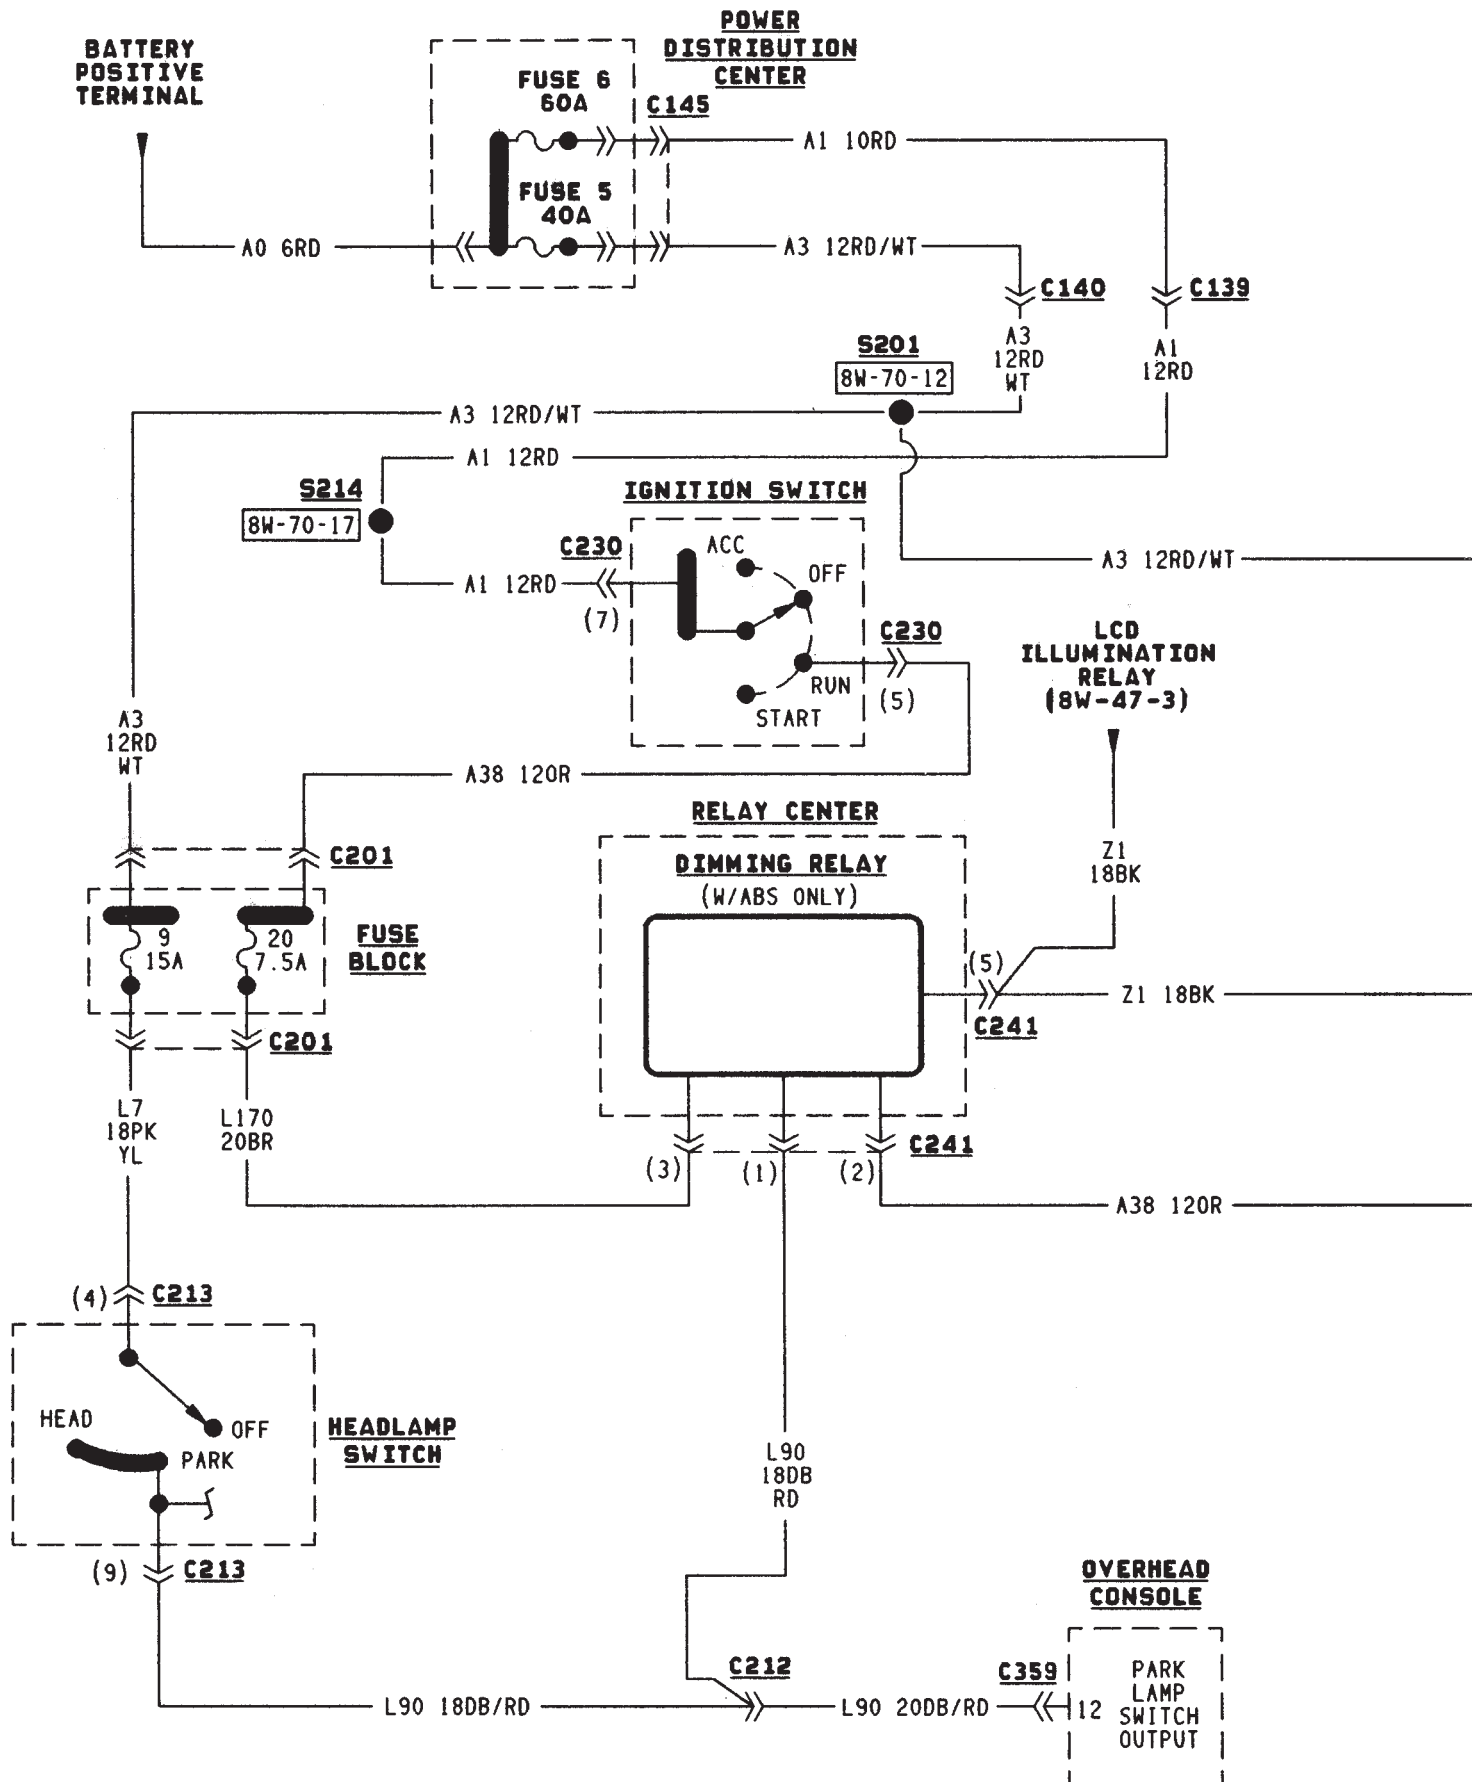 POWER
DISTRIBUTION
CENTER
BATTERY
POSITIVE
TERMINAL
FUSE 6
60A
C145
A1 10RD
FUSE 5
40A
A0 6RD
A3 12RD/WT
C140
C139
A3
12RD
WT
A1
12RD
S201
8W-70-12
A3 12RD/WT
A1 12RD
S214
8W-70-17
IGNITION SWITCH
C230
ACC
OFF
A1 12RD
(7)
A3 12RD/WT
C230
RUN
(5)
START
LCD
ILLUMINATION
RELAY
(8W-47-3)
A3
12RD
WT
A38 12OR
RELAY CENTER
DIMMING RELAY
(W/ABS ONLY)
Z1
18BK
C201
9
15A
20
7.5A
FUSE
BLOCK
(5)
Z1 18BK
C241
C201
L7
18PK
YL
L170
20BR
C241
(3)
(1)
(2)
A38 12OR
(4)
C213
HEAD
OFF
PARK
HEADLAMP
SWITCH
L90
18DB
RD
(9)
C213
OVERHEAD
CONSOLE
C212
C359
L90 18DB/RD
L90 20DB/RD
12
PARK
LAMP
SWITCH
OUTPUT